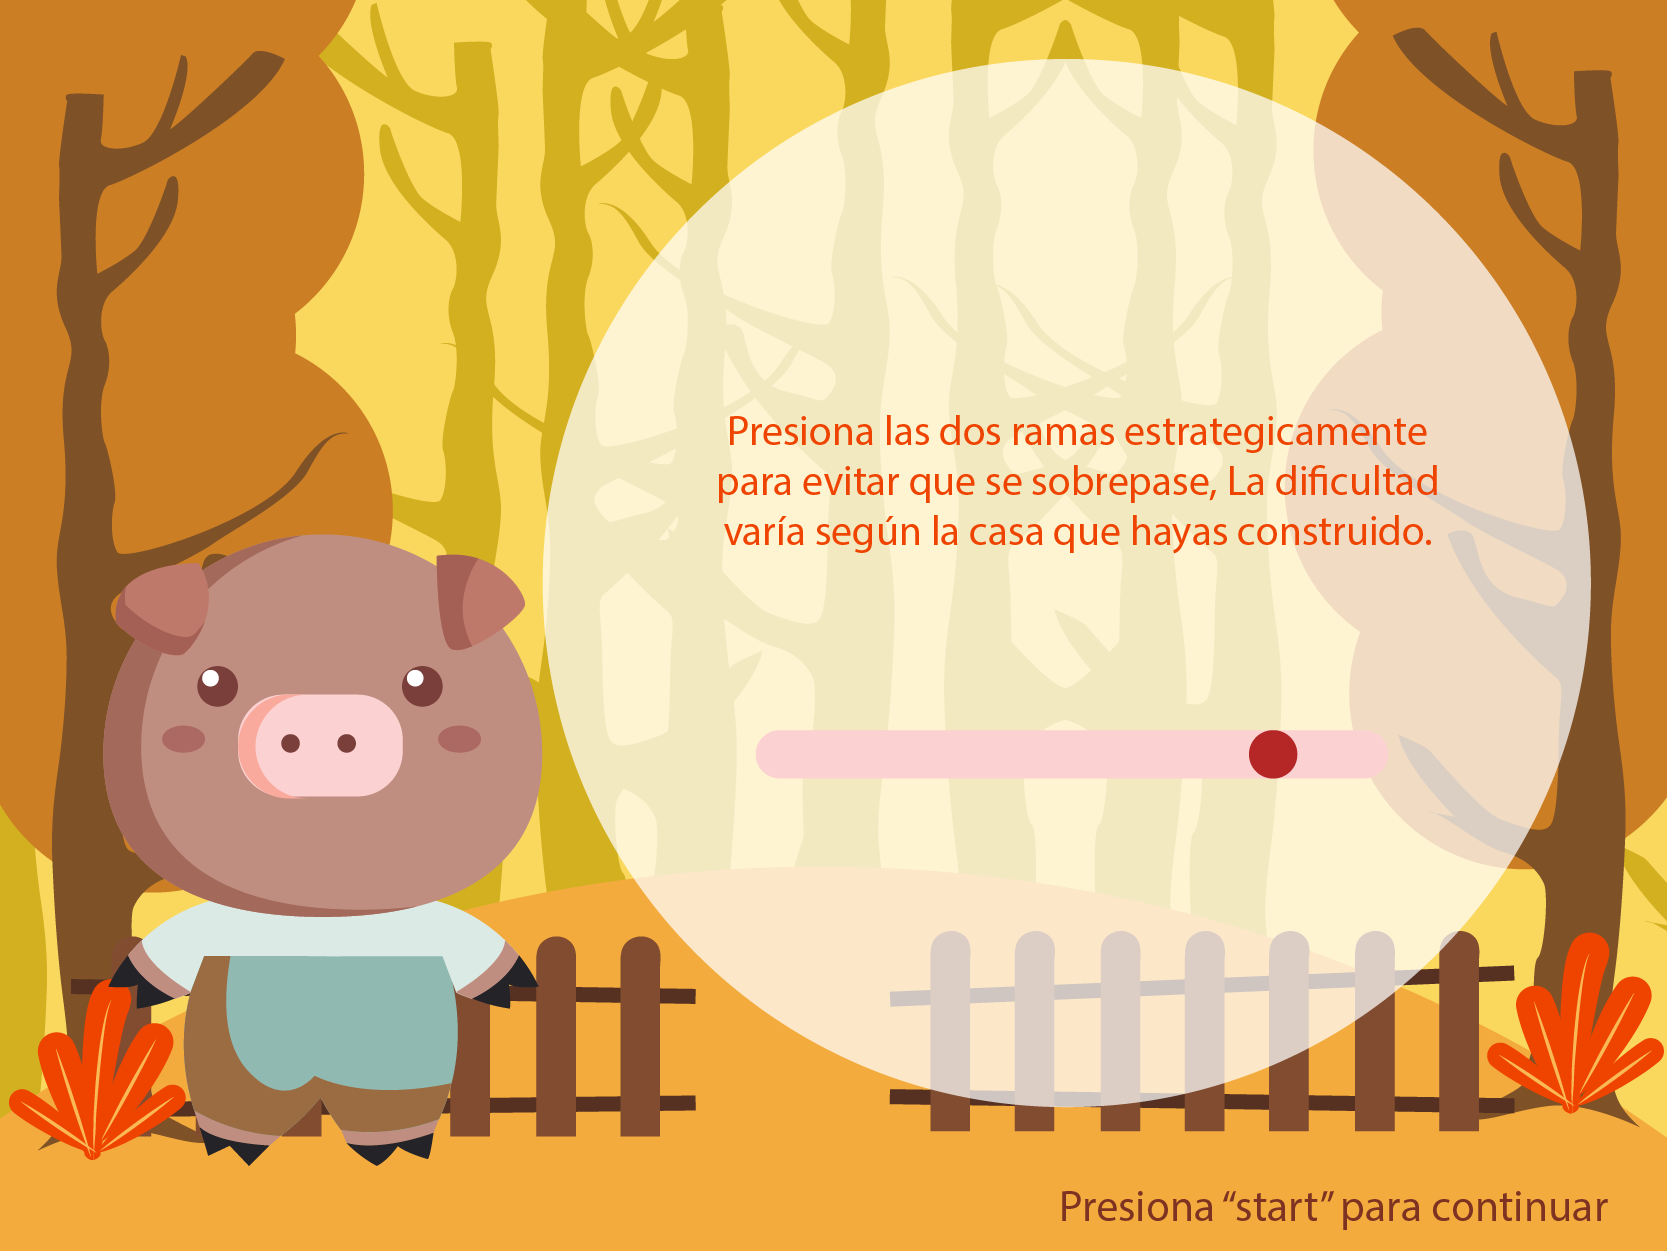 Presiona las dos ramas estrategicamente
para evitar que se sobrepase, La dificultad
varía según la casa que hayas construido.
Presiona “start” para continuar